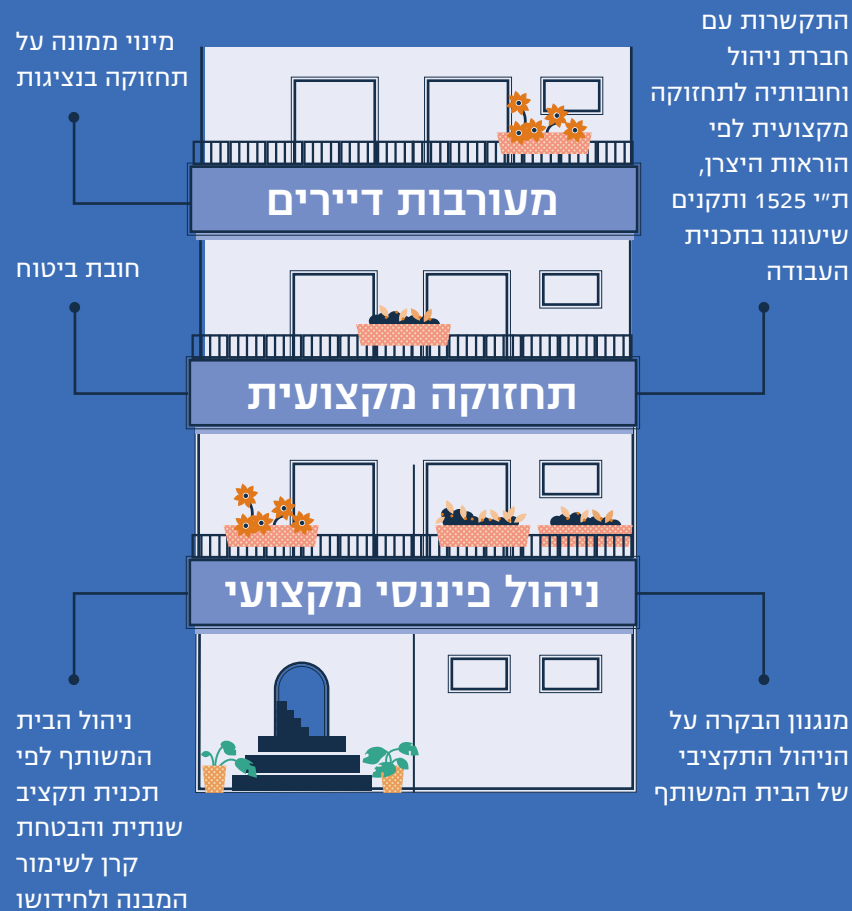 התקשרות עם
חברת ניהול
וחובותיה לתחזוקה
מקצועית לפי
הוראות היצרן,
ת״י 1525 ותקנים
שיעוגנו בתכנית
העבודה
מינוי ממונה על
תחזוקה בנציגות
מעורבות דיירים
חובת ביטוח
תחזוקה מקצועית
ניהול פיננסי מקצועי
מנגנון הבקרה על
הניהול התקציבי
של הבית המשותף
ניהול הבית
המשותף לפי
תכנית תקציב
שנתית והבטחת
קרן לשימור
המבנה ולחידושו